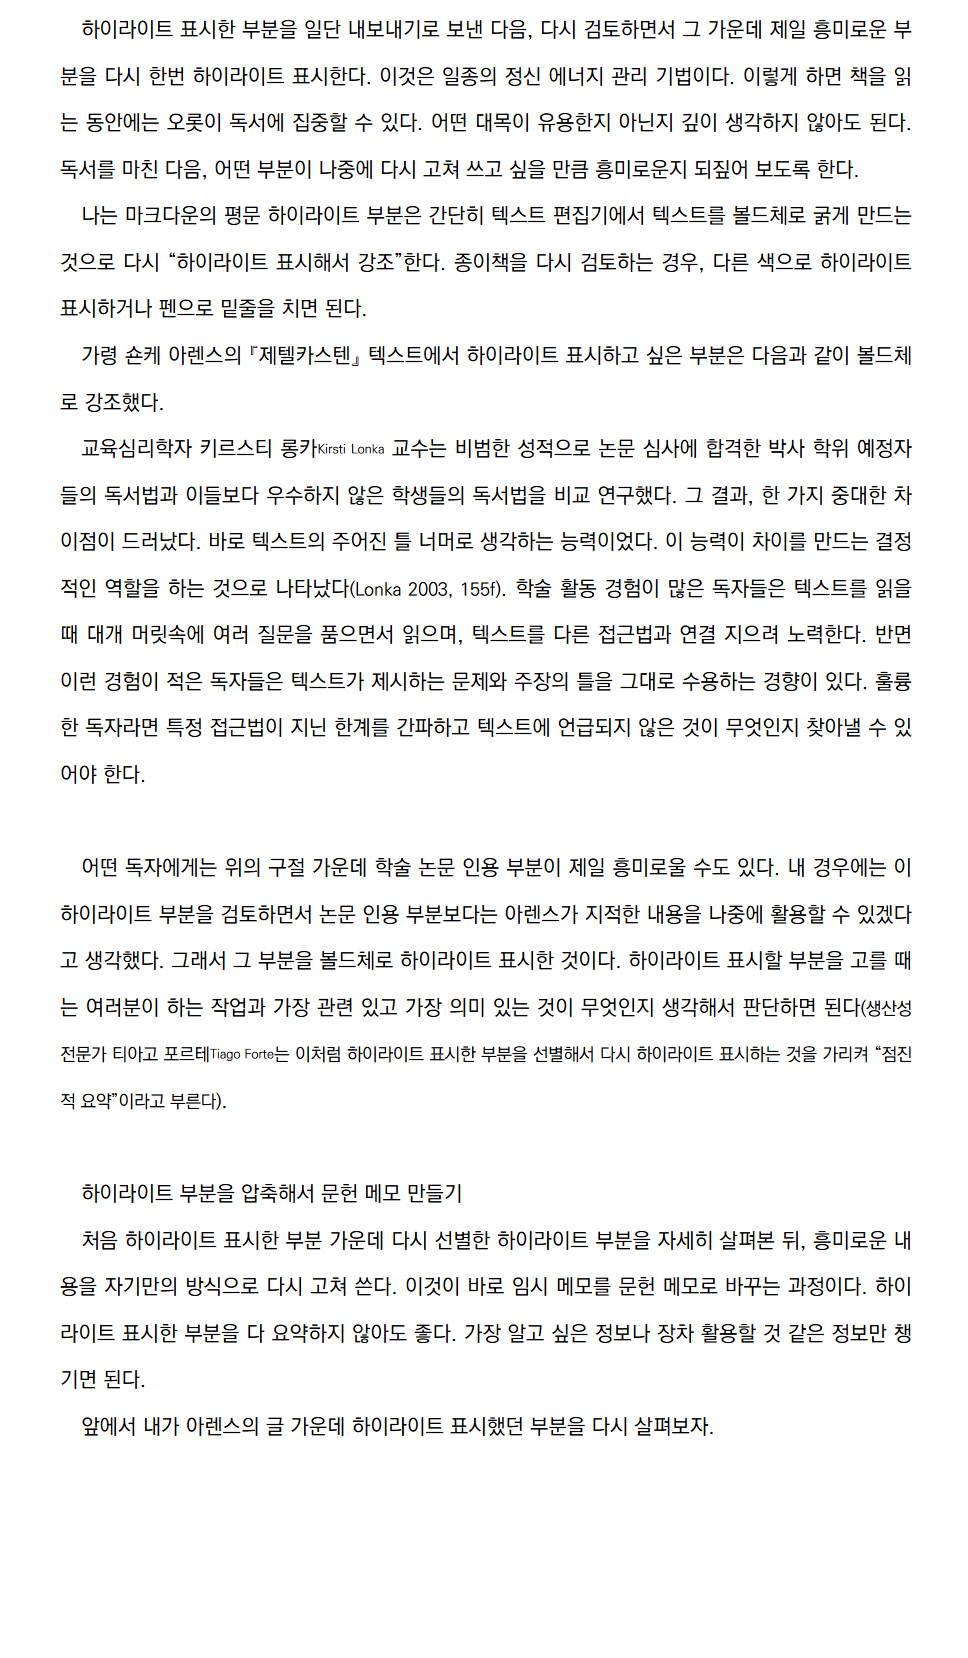 하이라이트 표시한 부분을 일단 내보내기로 보낸 다음, 다시 검토하면서 그 가운데 제일 흥미로운 부
분을 다시 한번 하이라이트 표시한다. 이것은 일종의 정신 에너지 관리 기법이다. 이렇게 하면 책을 읽
는 동안에는 오롯이 독서에 집중할 수 있다. 어떤 대목이 유용한지 아닌지 깊이 생각하지 않아도 된다.
독서를 마친 다음, 어떤 부분이 나중에 다시 고쳐 쓰고 싶을 만큼 흥미로운지 되짚어 보도록 한다.
나는 마크다운의 평문 하이라이트 부분은 간단히 텍스트 편집기에서 텍스트를 볼드체로 굵게 만드는
것으로 다시 “하이라이트 표시해서 강조”한다. 종이책을 다시 검토하는 경우, 다른 색으로 하이라이트
표시하거나 펜으로 밑줄을 치면 된다.
가령 숀케 아렌스의 『제텔카스텐』 텍스트에서 하이라이트 표시하고 싶은 부분은 다음과 같이 볼드체
로 강조했다.
교육심리학자 키르스티 롱카Kirsti Lonka 교수는 비범한 성적으로 논문 심사에 합격한 박사 학위 예정자
들의 독서법과 이들보다 우수하지 않은 학생들의 독서법을 비교 연구했다. 그 결과, 한 가지 중대한 차
이점이 드러났다. 바로 텍스트의 주어진 틀 너머로 생각하는 능력이었다. 이 능력이 차이를 만드는 결정
적인 역할을 하는 것으로 나타났다(Lonka 2003, 155f). 학술 활동 경험이 많은 독자들은 텍스트를 읽을
때 대개 머릿속에 여러 질문을 품으면서 읽으며, 텍스트를 다른 접근법과 연결 지으려 노력한다. 반면
이런 경험이 적은 독자들은 텍스트가 제시하는 문제와 주장의 틀을 그대로 수용하는 경향이 있다. 훌륭
한 독자라면 특정 접근법이 지닌 한계를 간파하고 텍스트에 언급되지 않은 것이 무엇인지 찾아낼 수 있
어야 한다.
어떤 독자에게는 위의 구절 가운데 학술 논문 인용 부분이 제일 흥미로울 수도 있다. 내 경우에는 이
하이라이트 부분을 검토하면서 논문 인용 부분보다는 아렌스가 지적한 내용을 나중에 활용할 수 있겠다
고 생각했다. 그래서 그 부분을 볼드체로 하이라이트 표시한 것이다. 하이라이트 표시할 부분을 고를 때
는 여러분이 하는 작업과 가장 관련 있고 가장 의미 있는 것이 무엇인지 생각해서 판단하면 된다(생산성
전문가 티아고 포르테Tiago Forte는 이처럼 하이라이트 표시한 부분을 선별해서 다시 하이라이트 표시하는 것을 가리켜 “점진
적 요약”이라고 부른다).
하이라이트 부분을 압축해서 문헌 메모 만들기
처음 하이라이트 표시한 부분 가운데 다시 선별한 하이라이트 부분을 자세히 살펴본 뒤, 흥미로운 내
용을 자기만의 방식으로 다시 고쳐 쓴다. 이것이 바로 임시 메모를 문헌 메모로 바꾸는 과정이다. 하이
라이트 표시한 부분을 다 요약하지 않아도 좋다. 가장 알고 싶은 정보나 장차 활용할 것 같은 정보만 챙
기면 된다.
앞에서 내가 아렌스의 글 가운데 하이라이트 표시했던 부분을 다시 살펴보자.